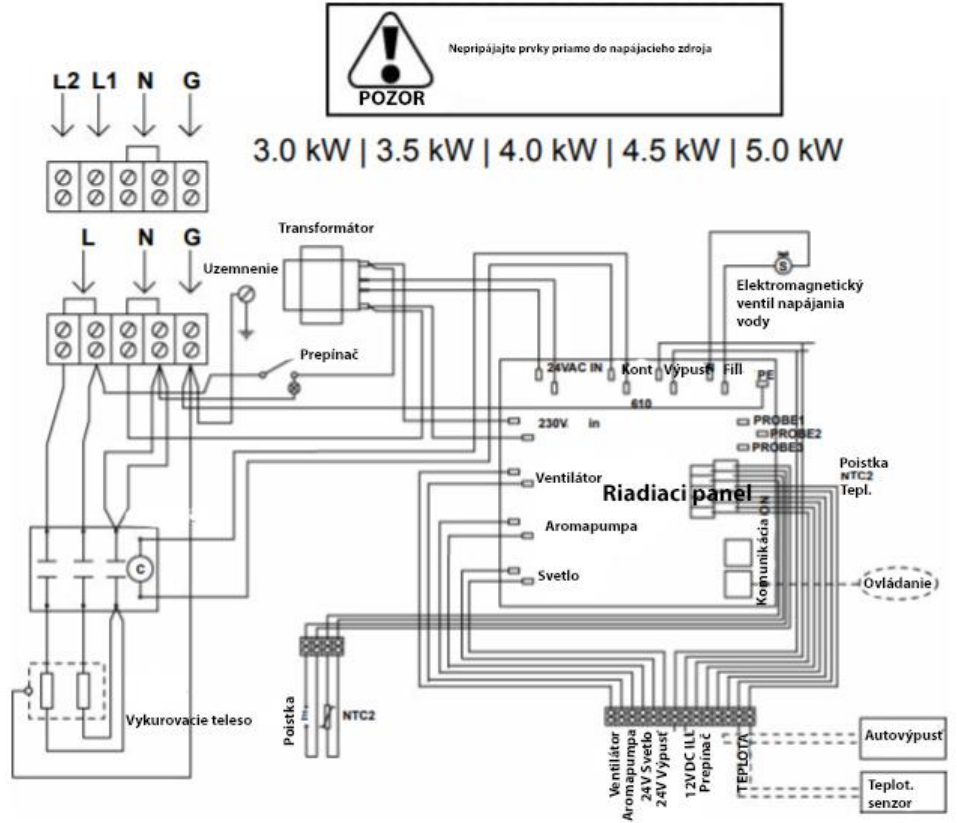 Nepripájajte prvky priamo do napájacieho zdroja
POZOR
L2 L1 N G
3.0 kW | 3.5 kW | 4.0 kW | 4.5 kW | 5.0 kW
L N G
Uzemnenie
Transformátor
Prepínač
S
Elektromagnetický
ventil napájania
vody
24VAC IN
Kont
Výpusť
Fill
PE
610
230V in
PROBE1
PROBE2
PROBE3
Ventilátor
Riadiaci panel
Poistka
NTC2
Tepl.
Aromapumpa
Svetlo
Komunikácia ON
Ovládanie
C
Vykurovacie teleso
Poistka
NTC2
Ventilátor
Aromapumpa
24V Svetlo
24V Výpusť
12VDC ILL
Prepínač
TEPLOTA
Autovýpusť
Teplot.
senzor